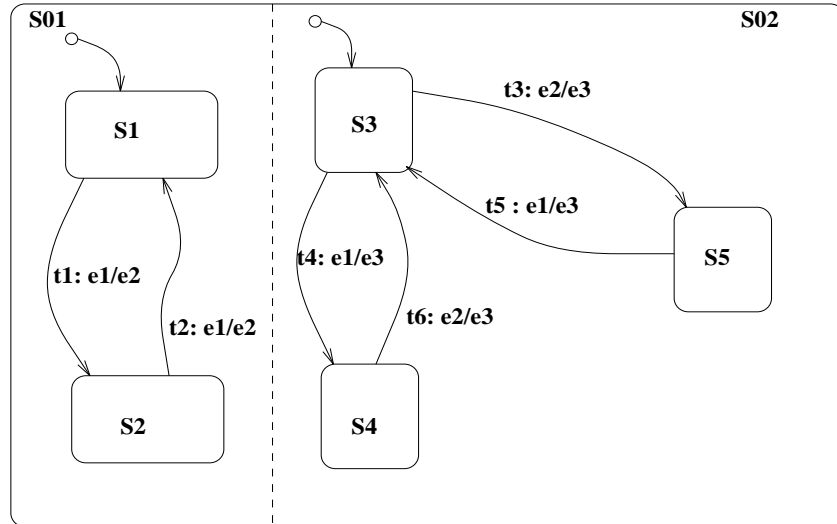 S01
S02
S1
S3
t3: e2/e3
t5 : e1/e3
S5
t1: e1/e2
t4: e1/e3
t2: e1/e2
t6: e2/e3
S2
S4